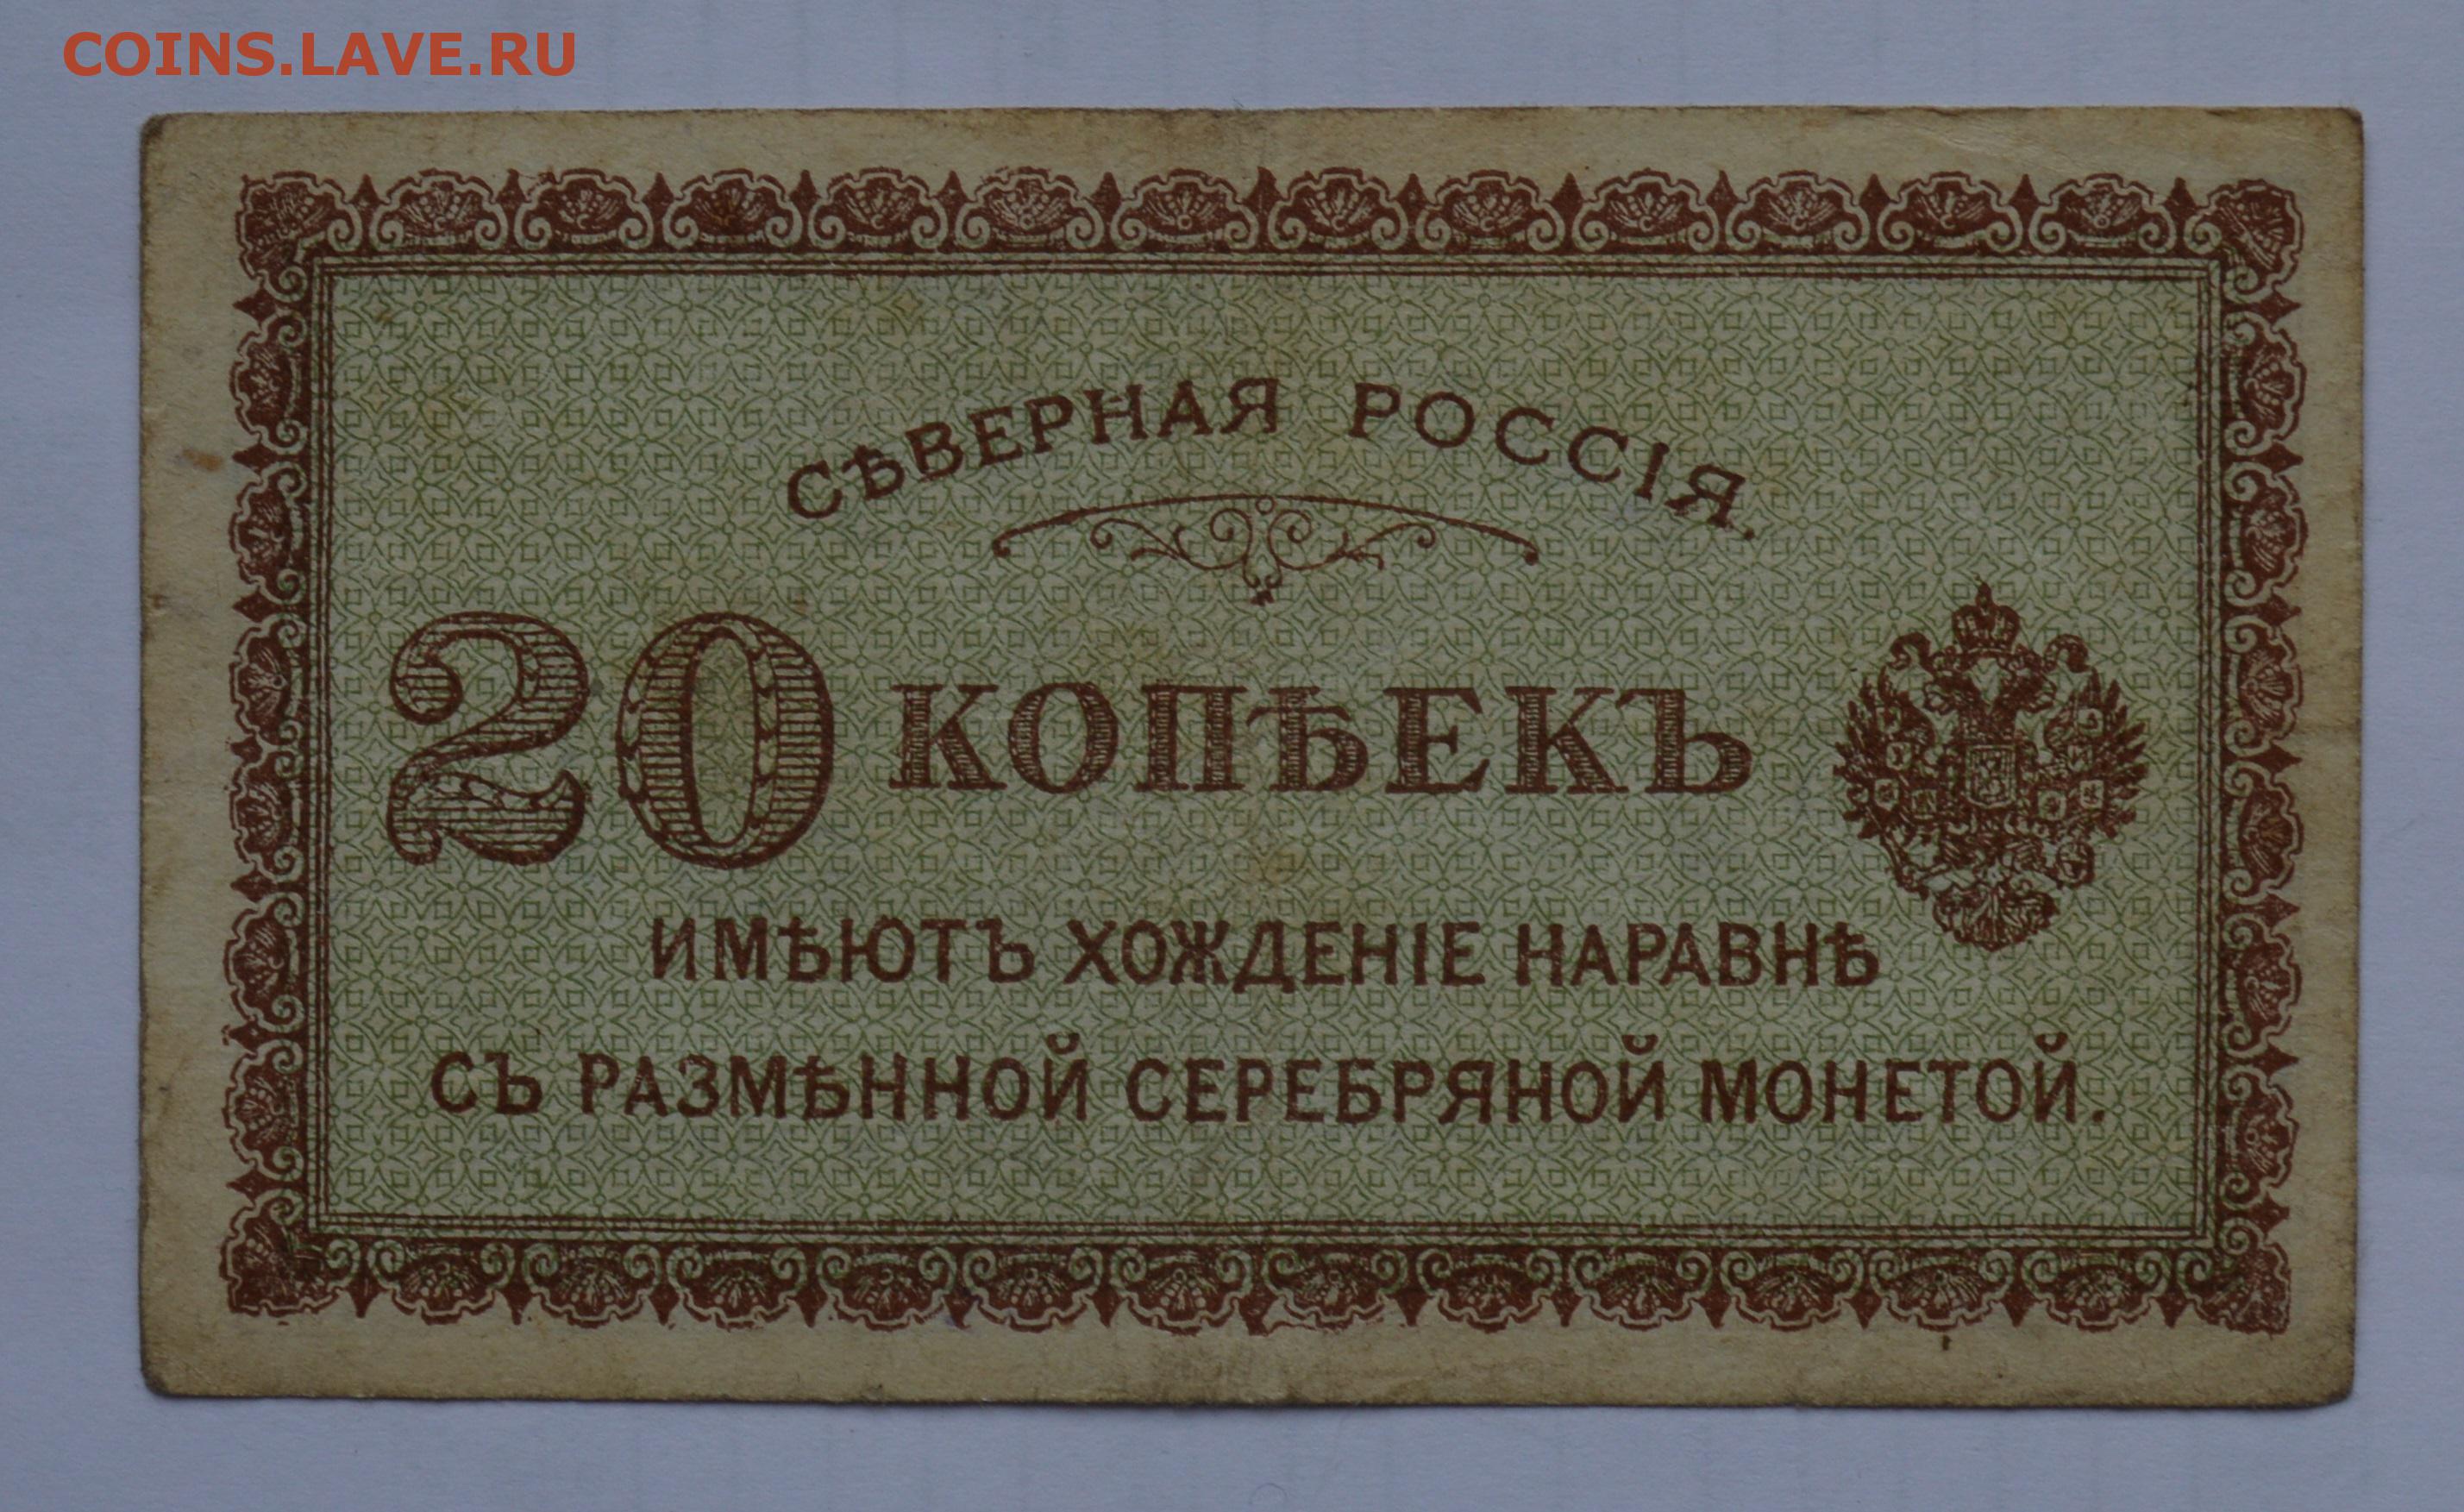 COINS.LAVE.RU
СѢВЕРНАЯ РОССІЯ.
20 КОПѢЕКЪ
ИМѢЮТЪ ХОЖДЕНІЕ НАРАВНѢ
СЪ РАЗМѢННОЙ СЕРЕБРЯНОЙ МОНЕТОЙ.